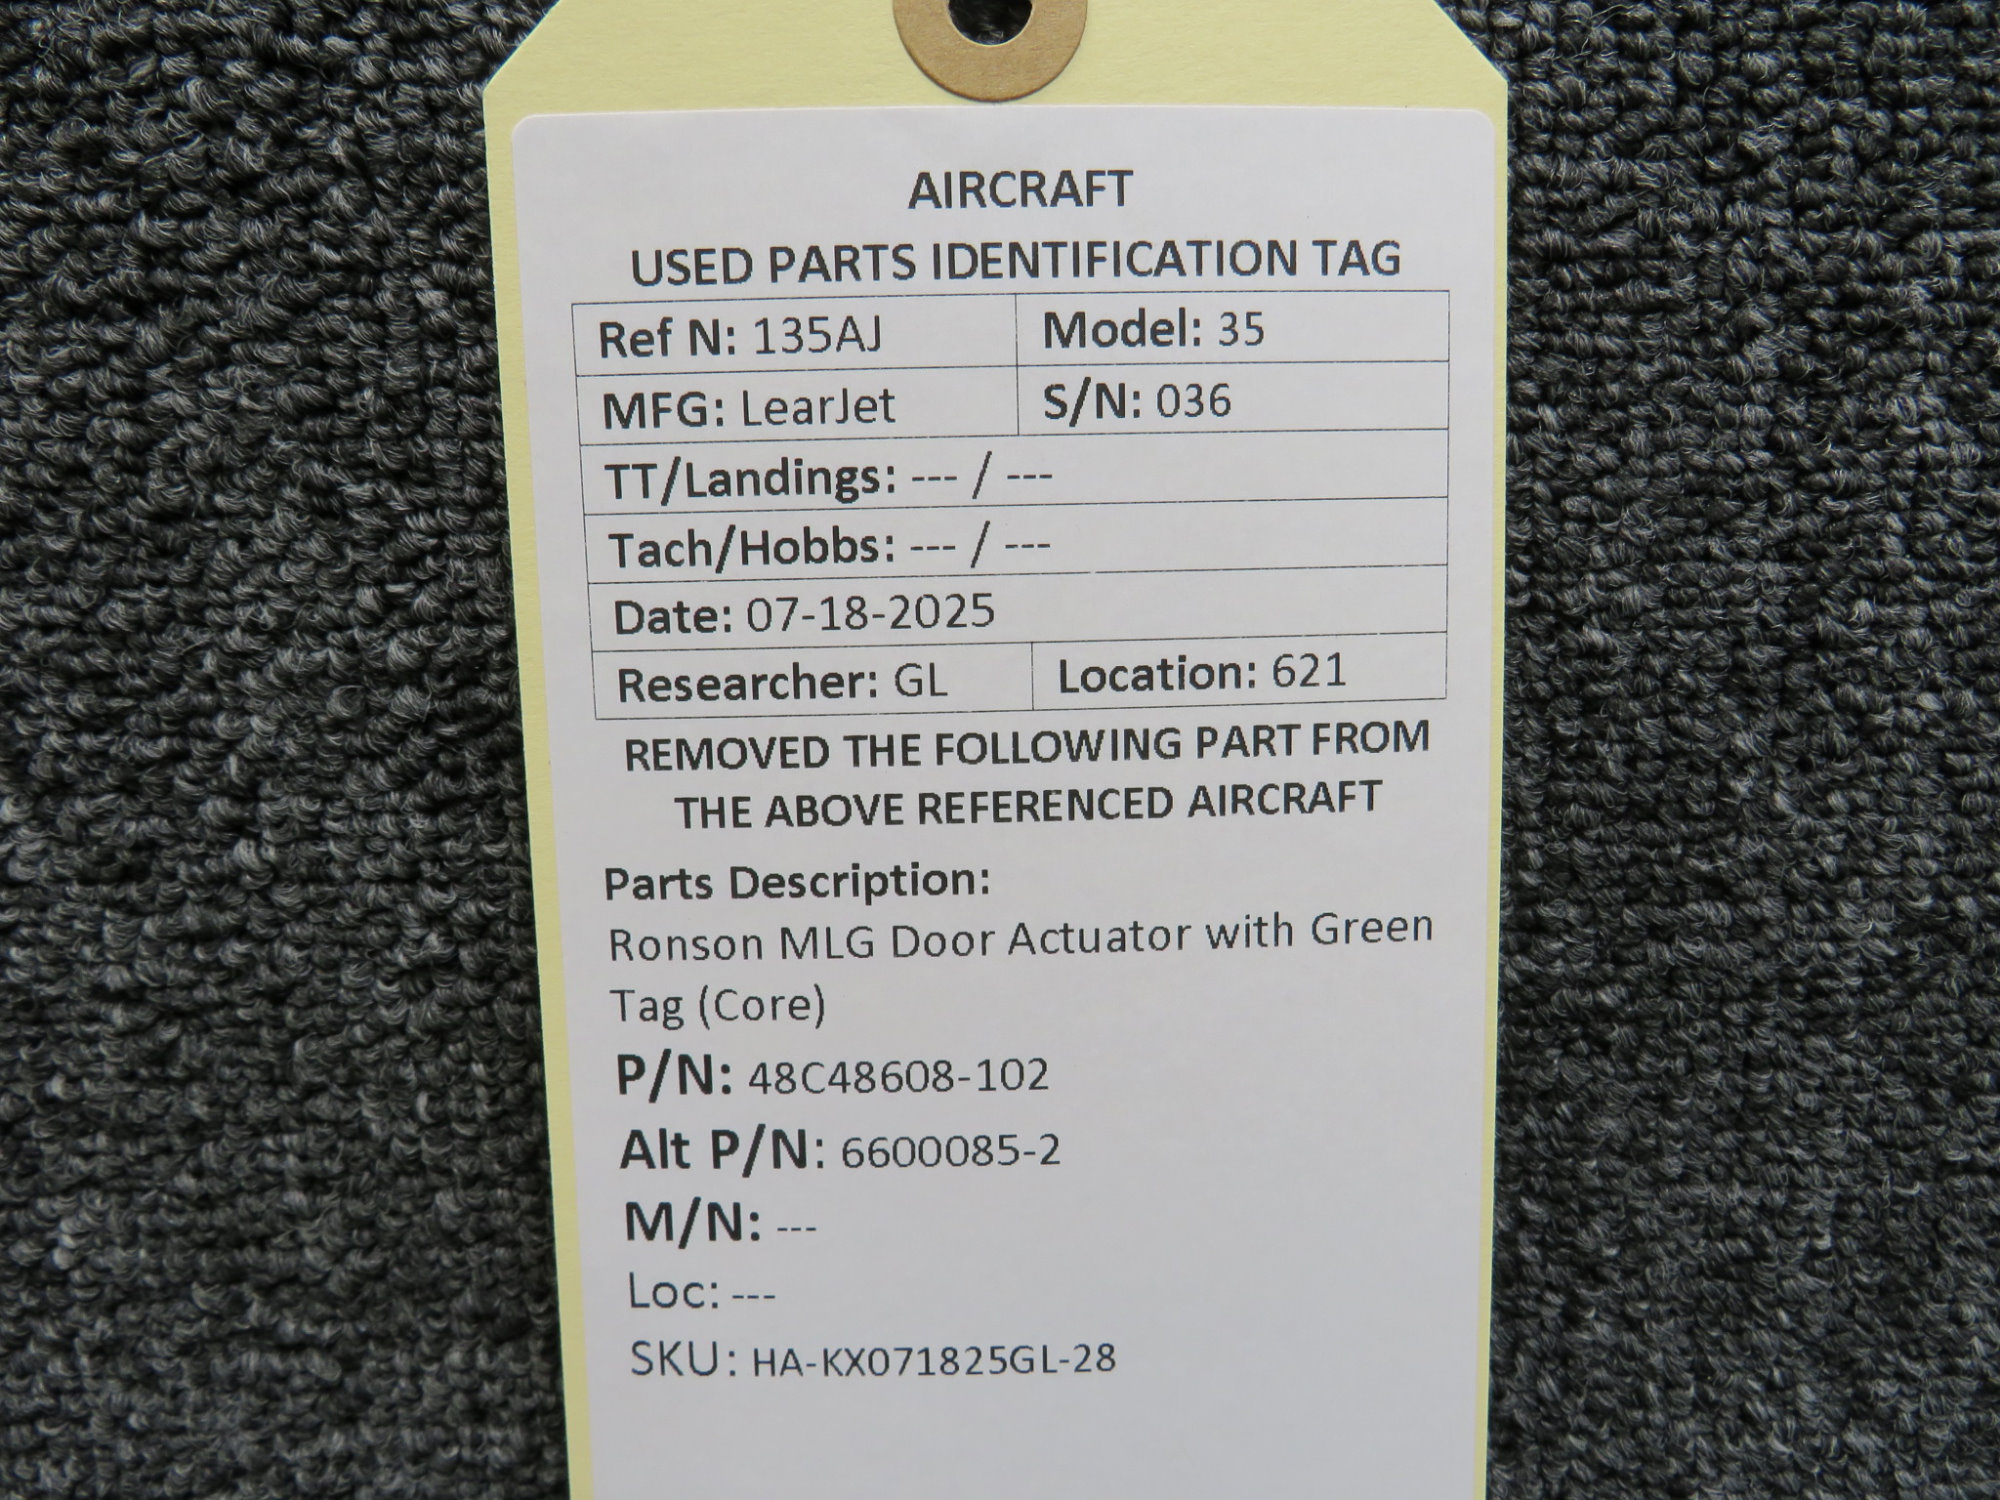 AIRCRAFT
USED PARTS IDENTIFICATION TAG
Ref N: 135AJ Model: 35
MFG: LearJet S/N: 036
TT/Landings: --- / ---
Tach/Hobbs: --- / ---
Date: 07-18-2025
Researcher: GL Location: 621
REMOVED THE FOLLOWING PART FROM
THE ABOVE REFERENCED AIRCRAFT
Parts Description:
Ronson MLG Door Actuator with Green
Tag (Core)
P/N: 48C48608-102
Alt P/N: 6600085-2
M/N: ---
Loc: ---
SKU: HA-KX071825GL-28